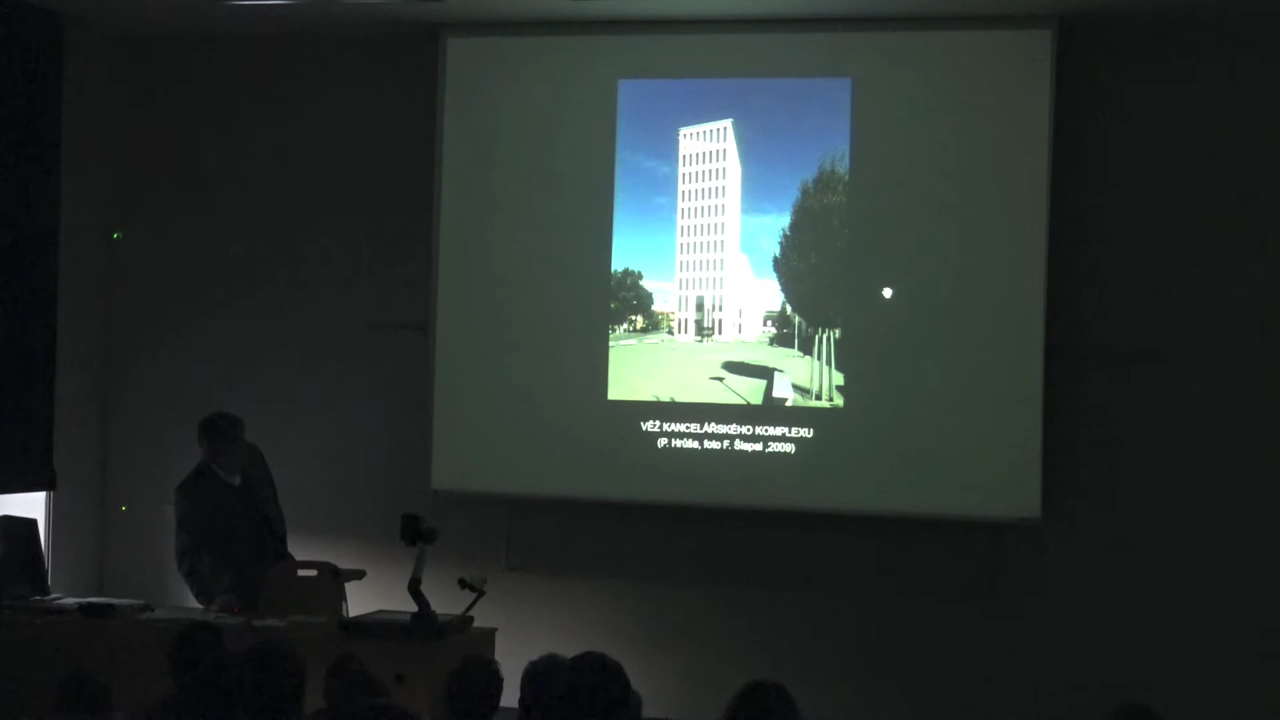 VĚŽ KANCELÁŘSKÉHO KOMPLEXU
(P. Hrůša, foto F. Šlapal ,2009)